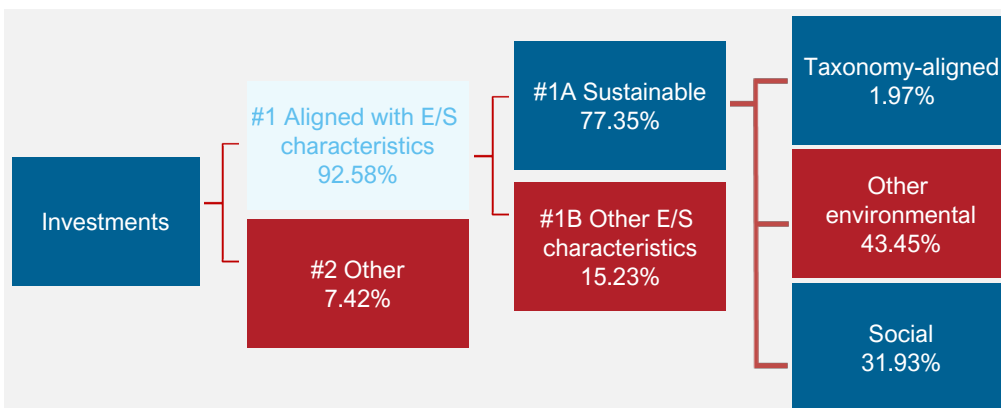 Investments
#1 Aligned with E/S
characteristics
92.58%
#2 Other
7.42%
#1A Sustainable
77.35%
#1B Other E/S
characteristics
15.23%
Taxonomy-aligned
1.97%
Other
environmental
43.45%
Social
31.93%